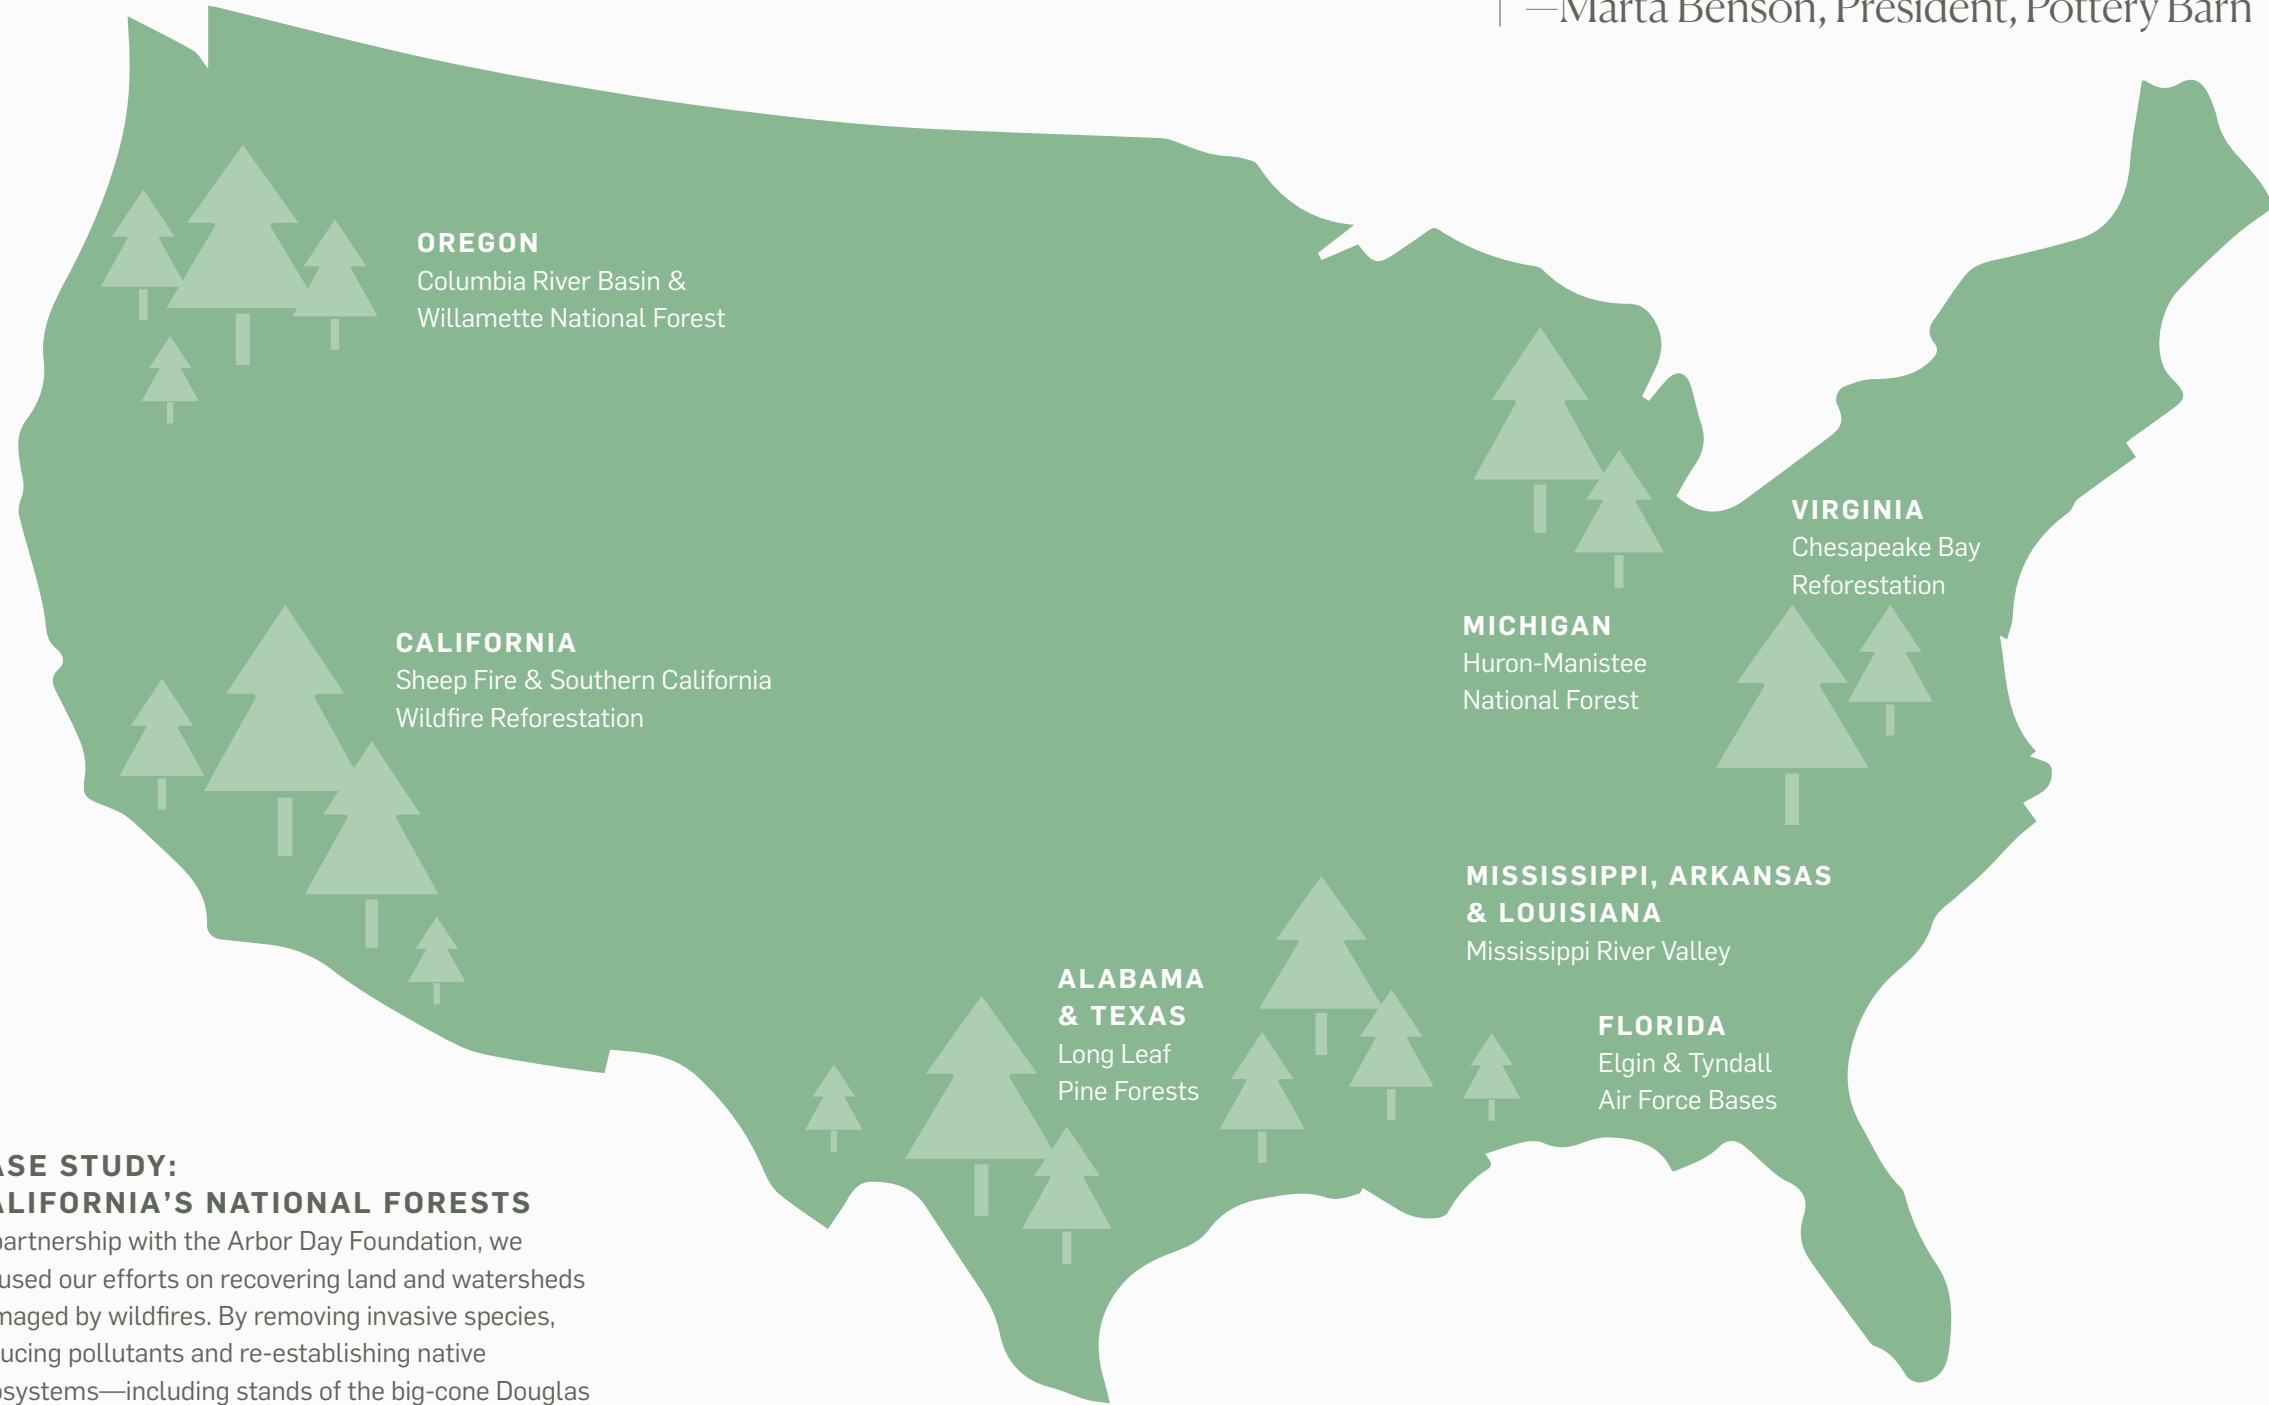 —Marta Benson, President, Pottery Barn
OREGON
Columbia River Basin &
Willamette National Forest
VIRGINIA
Chesapeake Bay
Reforestation
MICHIGAN
Huron-Manistee
National Forest
CALIFORNIA
Sheep Fire & Southern California
Wildfire Reforestation
MISSISSIPPI, ARKANSAS
& LOUISIANA
Mississippi River Valley
ALABAMA
& TEXAS
Long Leaf
Pine Forests
FLORIDA
Elgin & Tyndall
Air Force Bases
ASE STUDY:
ALIFORNIA'S NATIONAL FORESTS
partnership with the Arbor Day Foundation, we
used our efforts on recovering land and watersheds
maged by wildfires. By removing invasive species,
ucing pollutants and re-establishing native
systems—including stands of the big-cone Douglas